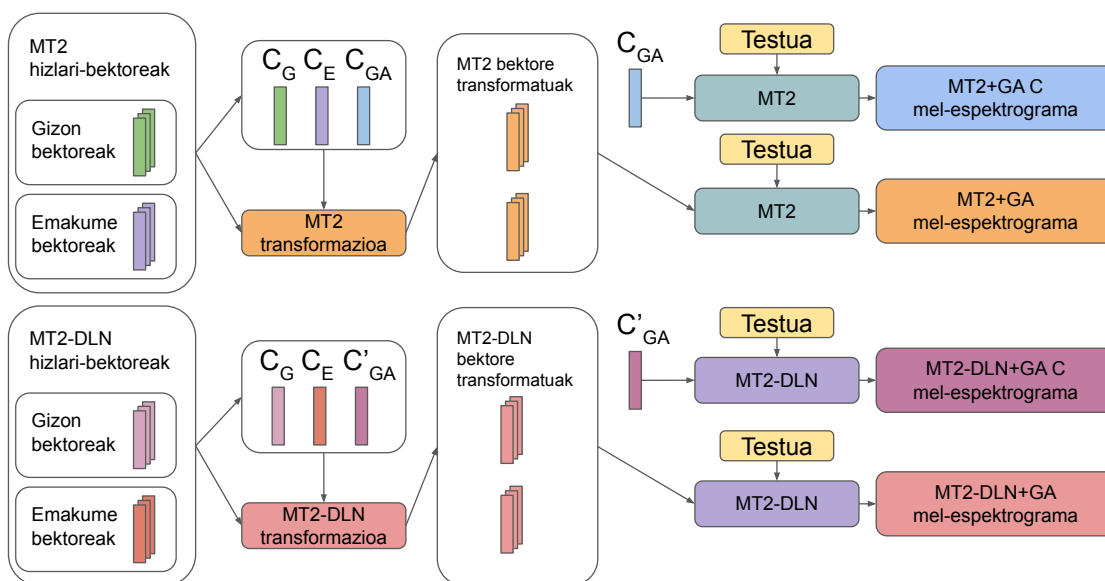 MT2
hizlari-bektoreak
Gizon
bektoreak
Emakume
bektoreak
C_G C_E C_GA
MT2
transformazioa
MT2 bektore
transformatuak
C_GA
Testua
MT2
MT2+GA C
mel-espektrograma
Testua
MT2
MT2+GA
mel-espektrograma
MT2-DLN
hizlari-bektoreak
Gizon
bektoreak
Emakume
bektoreak
C_G C_E C'_GA
MT2-DLN
transformazioa
MT2-DLN
bektore
transformatuak
C'_GA
Testua
MT2-DLN
MT2-DLN+GA C
mel-espektrograma
Testua
MT2-DLN
MT2-DLN+GA
mel-espektrograma